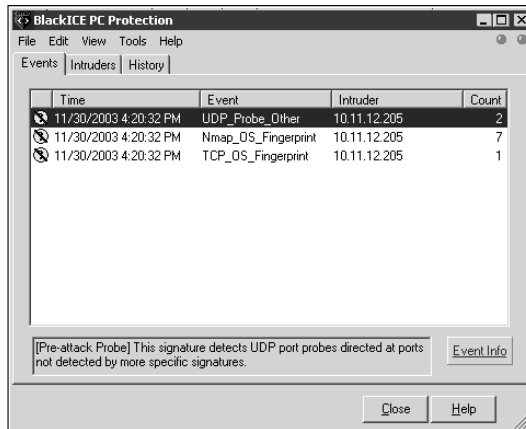 BlackICE PC Protection
File Edit View Tools Help
Events Intruders History
Time Event Intruder Count
11/30/2003 4:20:32 PM UDP_Probe_Other 10.11.12.205 2
11/30/2003 4:20:32 PM Nmap_OS_Fingerprint 10.11.12.205 7
11/30/2003 4:20:32 PM TCP_OS_Fingerprint 10.11.12.205 1
[Pre-attack Probe] This signature detects UDP port probes directed at ports
not detected by more specific signatures.
Event Info
Close Help